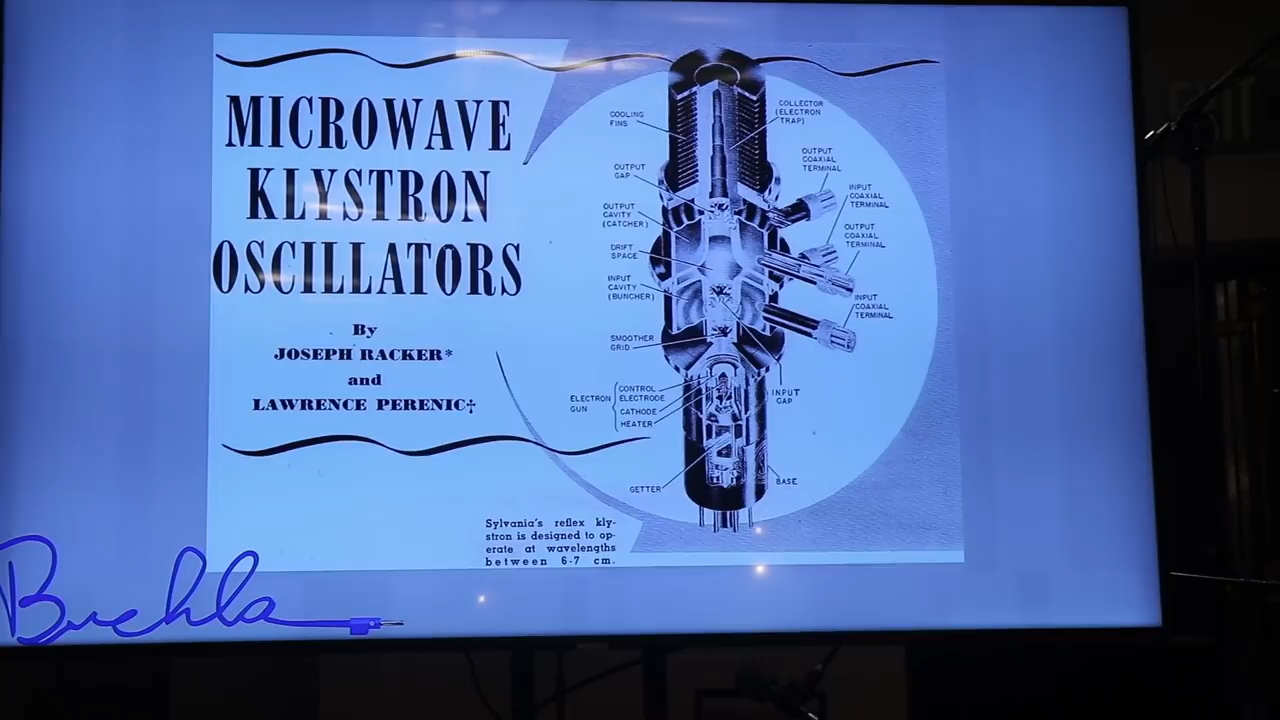 MICROWAVE
KLYSTRON
OSCILLATORS
By
JOSEPH RACKER*
and
LAWRENCE PERENIC†
COOLING
FINS
COLLECTOR
(ELECTRON
TRAP)
OUTPUT
GAP
OUTPUT
COAXIAL
TERMINAL
INPUT
COAXIAL
TERMINAL
OUTPUT
CAVITY
(CATCHER)
OUTPUT
COAXIAL
TERMINAL
DRIFT
SPACE
INPUT
CAVITY
(BUNCHER)
INPUT
COAXIAL
TERMINAL
SMOOTHER
GRID
INPUT
GAP
ELECTRON
GUN
CONTROL
ELECTRODE
CATHODE
HEATER
GETTER
BASE
Sylvania's reflex kly-
stron is designed to op-
erate at wavelengths
between 6-7 cm.
Buchla
EXIT